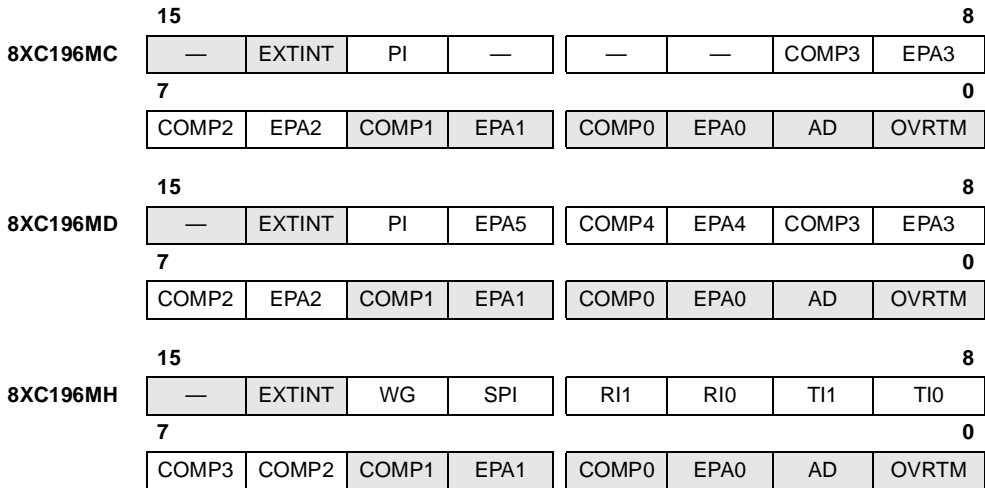 15 8
8XC196MC — EXTINT PI — — — COMP3 EPA3
7 0
COMP2 EPA2 COMP1 EPA1 COMP0 EPA0 AD OVRTM
15 8
8XC196MD — EXTINT PI EPA5 COMP4 EPA4 COMP3 EPA3
7 0
COMP2 EPA2 COMP1 EPA1 COMP0 EPA0 AD OVRTM
15 8
8XC196MH — EXTINT WG SPI RI1 RI0 TI1 TI0
7 0
COMP3 COMP2 COMP1 EPA1 COMP0 EPA0 AD OVRTM